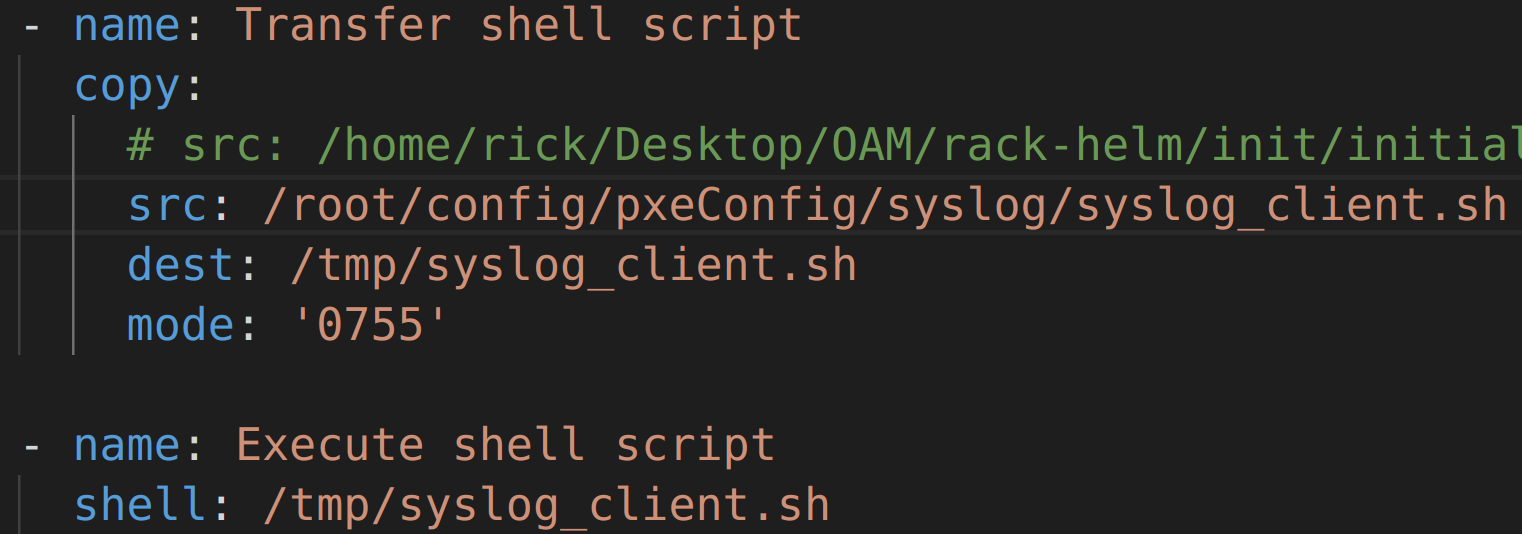 - name: Transfer shell script
  copy:
    # src: /home/rick/Desktop/OAM/rack-helm/init/initial
    src: /root/config/pxeConfig/syslog/syslog_client.sh
    dest: /tmp/syslog_client.sh
    mode: '0755'
- name: Execute shell script
  shell: /tmp/syslog_client.sh